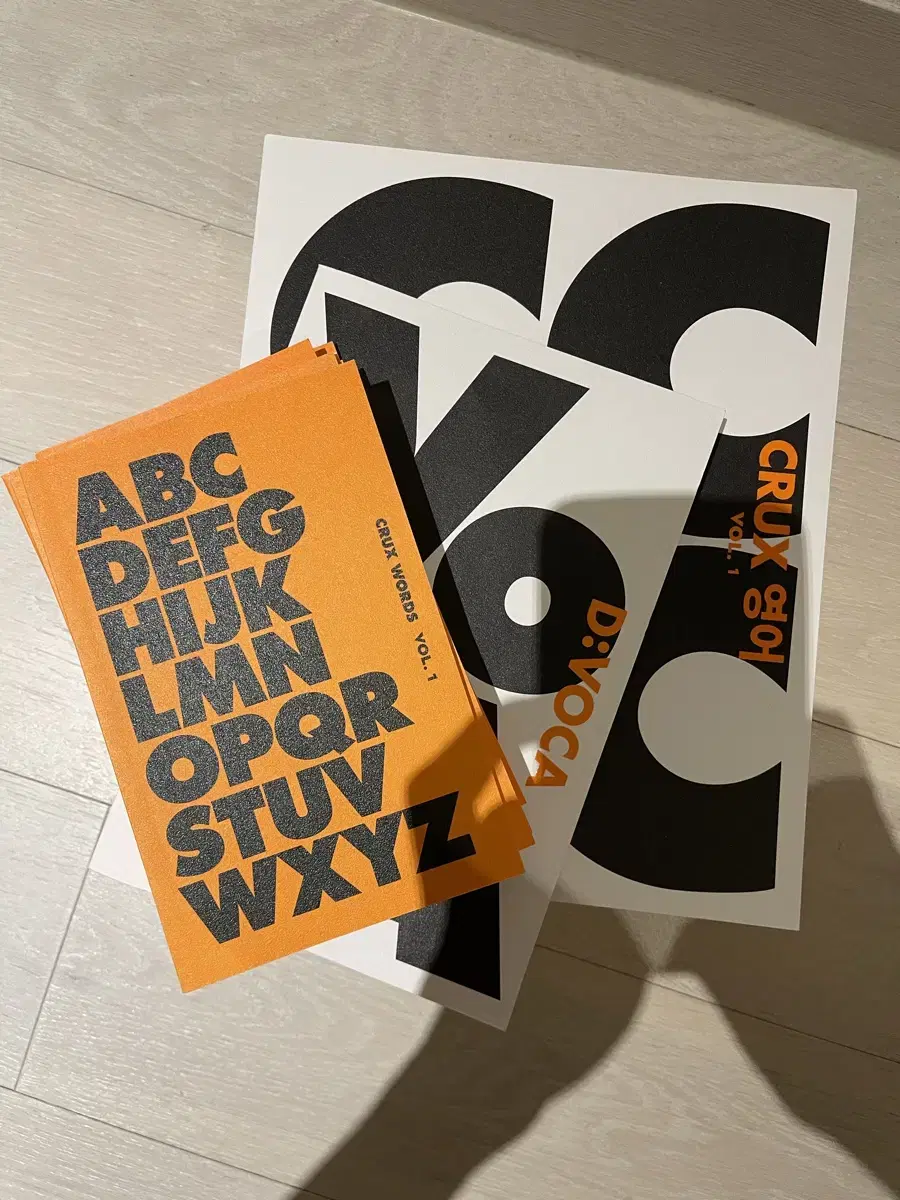 ABC
DEFG
HIJK
LMN
OPQR
STUV
WXYZ
CRUX WORDS VOL. 1
D:VOCA
CRUX 영어
VOL. 1